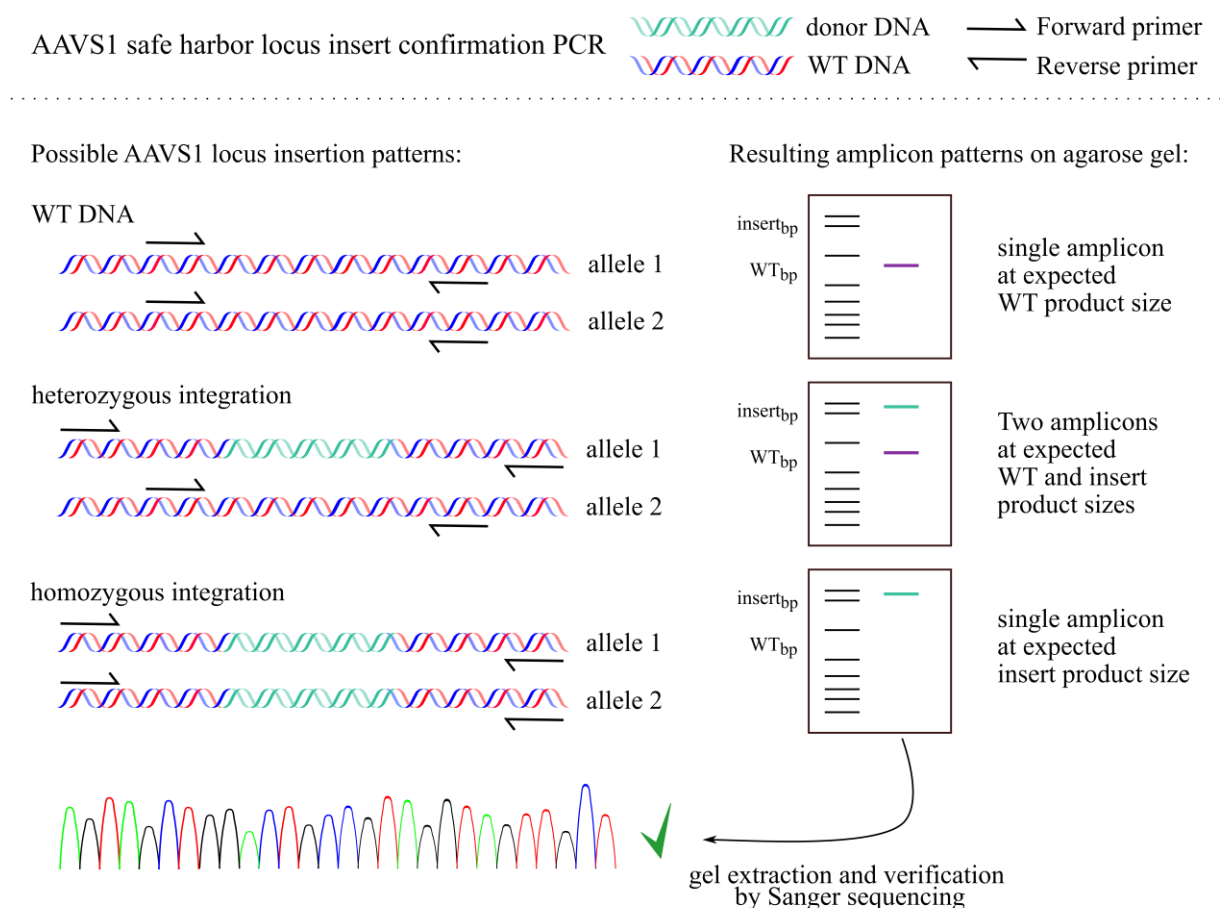 AAVS1 safe harbor locus insert confirmation PCR
donor DNA
WT DNA
Forward primer
Reverse primer
Possible AAVS1 locus insertion patterns:
Resulting amplicon patterns on agarose gel:
WT DNA
allele 1
allele 2
insertbp
WTbp
single amplicon
at expected
WT product size
heterozygous integration
allele 1
allele 2
insertbp
WTbp
Two amplicons
at expected
WT and insert
product sizes
homozygous integration
allele 1
allele 2
insertbp
WTbp
single amplicon
at expected
insert product size
gel extraction and verification
by Sanger sequencing